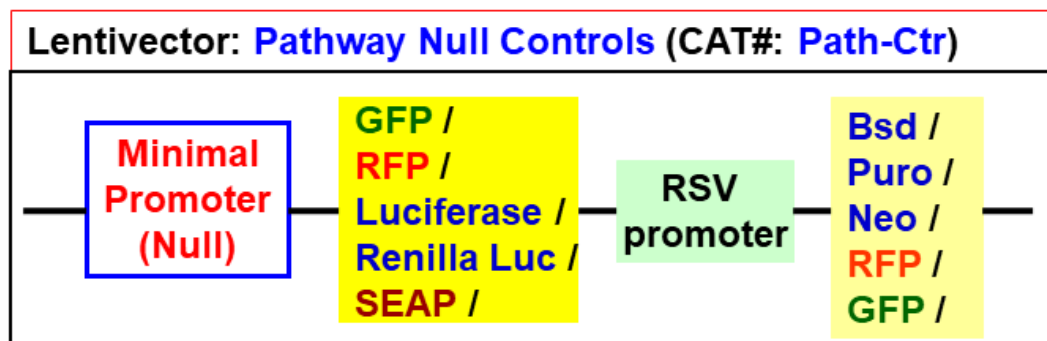 Lentivector: Pathway Null Controls (CAT#: Path-Ctr)
Minimal
Promoter
(Null)
GFP /
RFP /
Luciferase /
Renilla Luc /
SEAP /
RSV
promoter
Bsd /
Puro /
Neo /
RFP /
GFP /